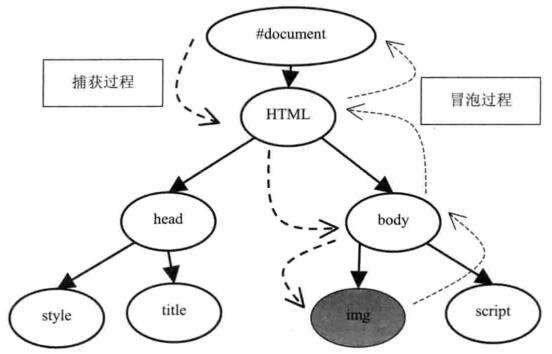 #document
捕获过程
冒泡过程
HTML
head
body
style
title
img
script